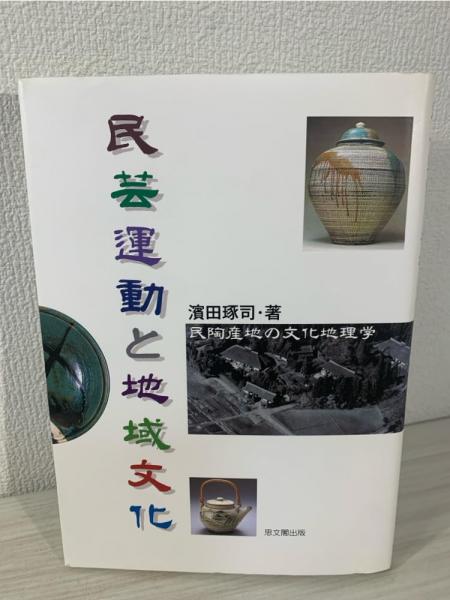 民芸運動と地域文化
濱田琢司・著
民陶産地の文化地理学
思文閣出版